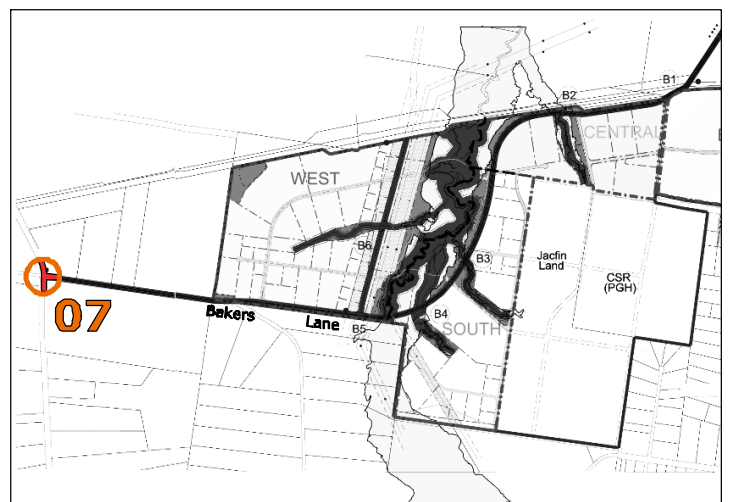 B1
B2
CENTRAL
WEST
B6
B3
Jacfin
Land
CSR
(PGH)
07
Bakers
Lane
B4
B5
SOUTH